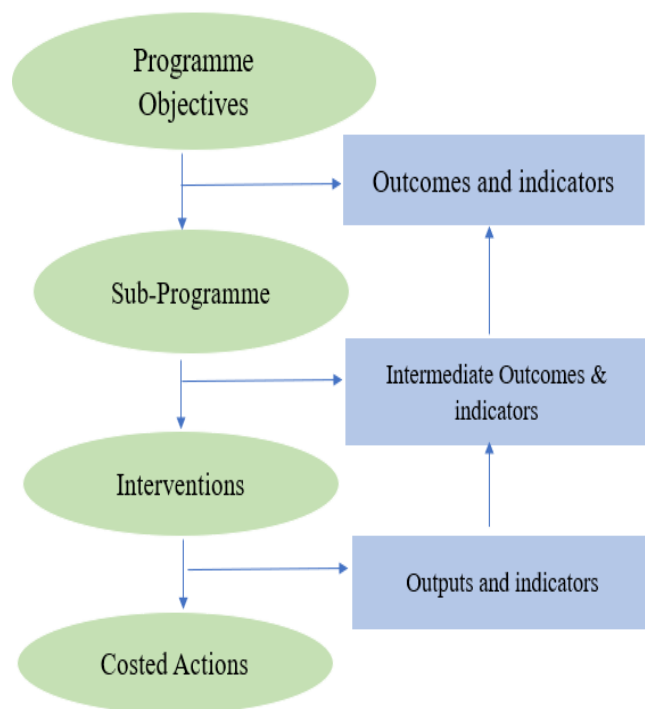 Programme
Objectives
Outcomes and indicators
Sub-Programme
Intermediate Outcomes &
indicators
Interventions
Outputs and indicators
Costed Actions